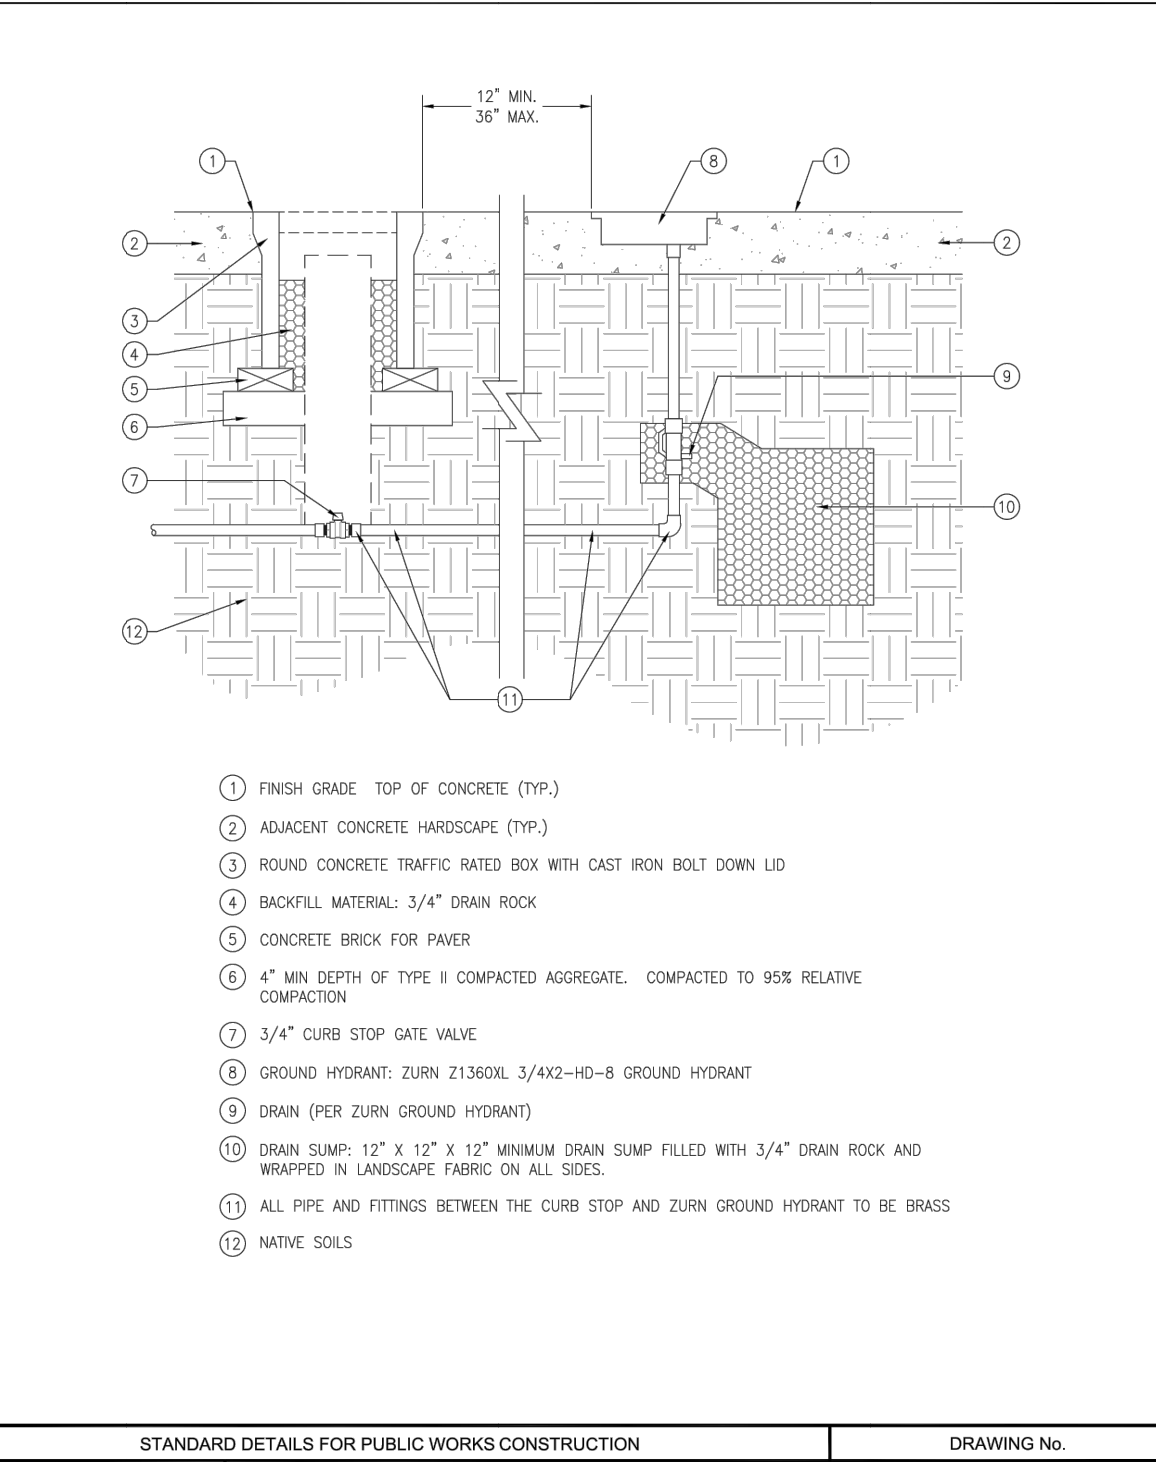 12" MIN.
36" MAX.
1
8
1
2
2
3
4
5
9
6
7
10
12
11
1 FINISH GRADE TOP OF CONCRETE (TYP.)
2 ADJACENT CONCRETE HARDSCAPE (TYP.)
3 ROUND CONCRETE TRAFFIC RATED BOX WITH CAST IRON BOLT DOWN LID
4 BACKFILL MATERIAL: 3/4" DRAIN ROCK
5 CONCRETE BRICK FOR PAVER
6 4" MIN DEPTH OF TYPE II COMPACTED AGGREGATE. COMPACTED TO 95% RELATIVE
COMPACTION
7 3/4" CURB STOP GATE VALVE
8 GROUND HYDRANT: ZURN Z1360XL 3/4X2-HD-8 GROUND HYDRANT
9 DRAIN (PER ZURN GROUND HYDRANT)
10 DRAIN SUMP: 12" X 12" X 12" MINIMUM DRAIN SUMP FILLED WITH 3/4" DRAIN ROCK AND
WRAPPED IN LANDSCAPE FABRIC ON ALL SIDES.
11 ALL PIPE AND FITTINGS BETWEEN THE CURB STOP AND ZURN GROUND HYDRANT TO BE BRASS
12 NATIVE SOILS
STANDARD DETAILS FOR PUBLIC WORKS CONSTRUCTION
DRAWING No.